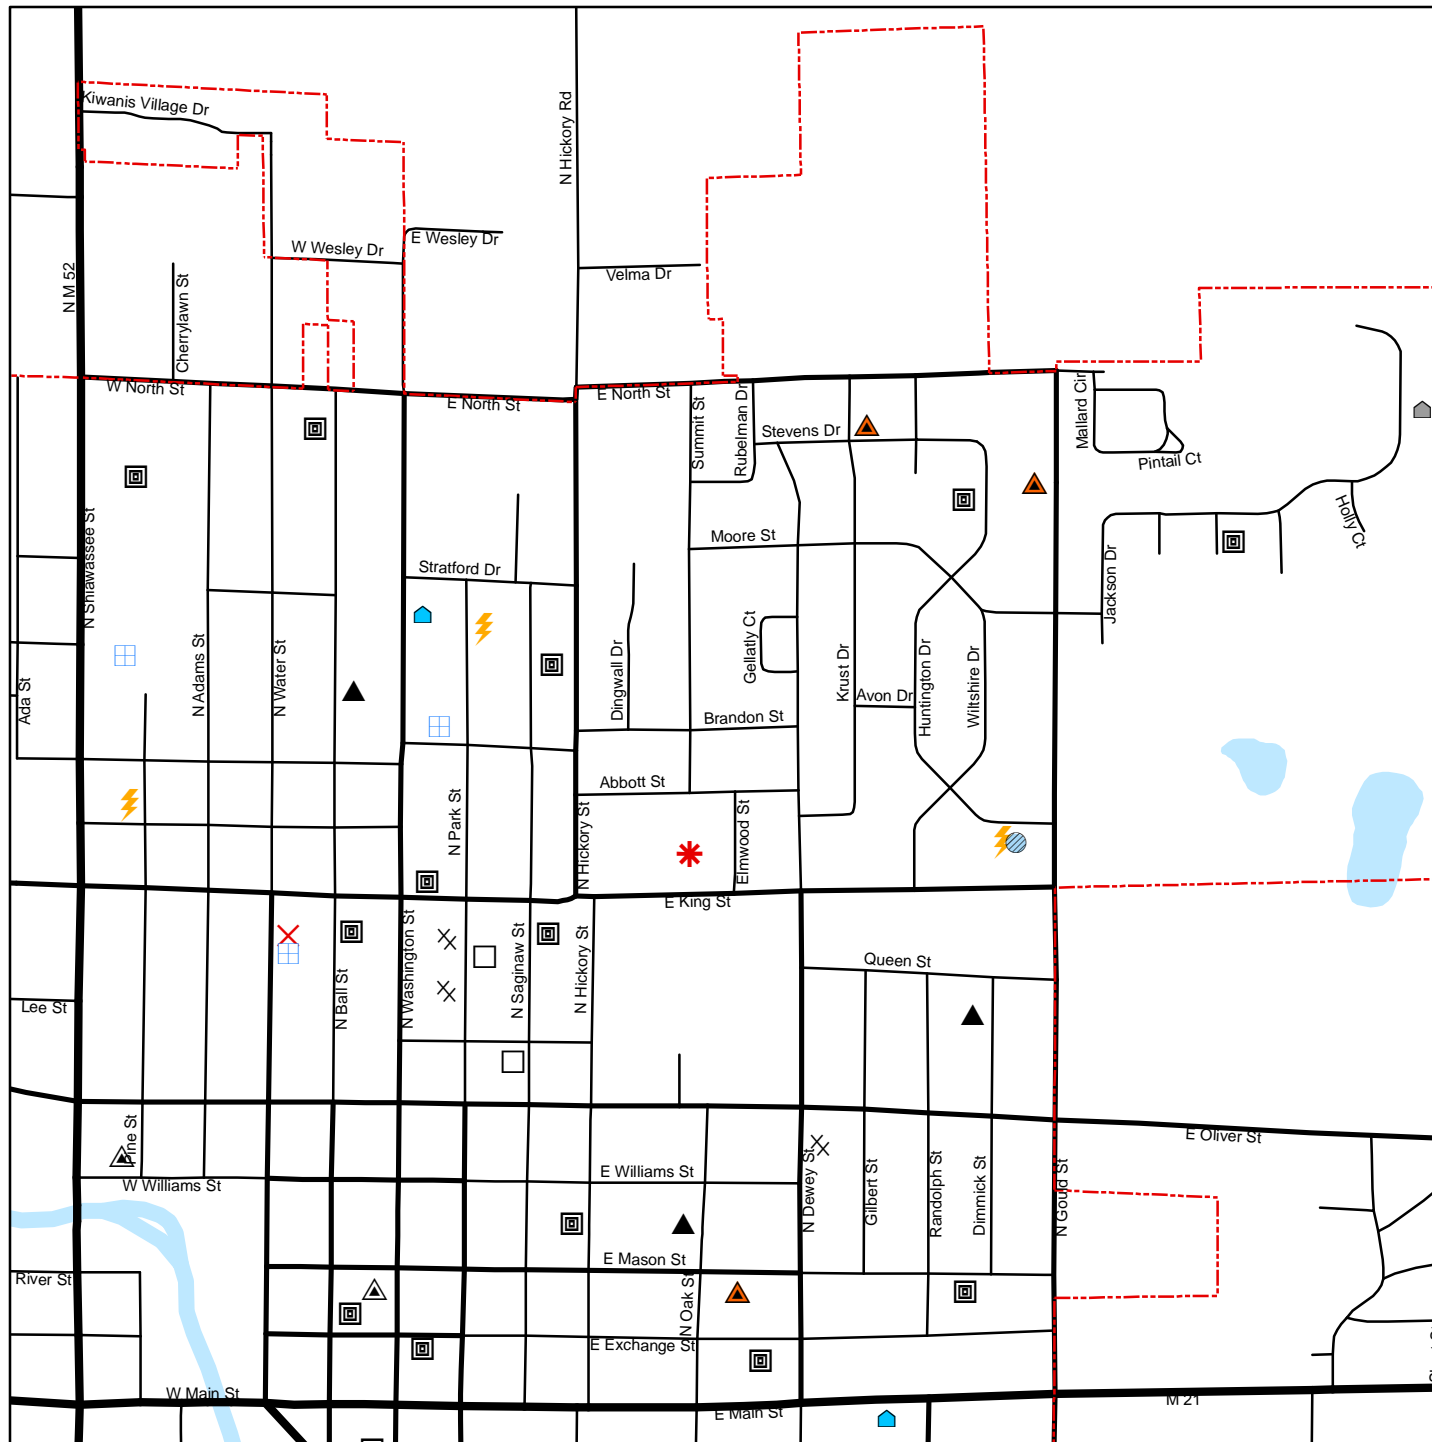 Kiwanis Village Dr
N Hickory Rd
W Wesley Dr
E Wesley Dr
Velma Dr
N M 52
Cherrylawn St
W North St
E North St
E North St
Summit St
Rubelman Dr
Stevens Dr
Mallard Cir
Pintail Ct
Holly Ct
N Shiawassee St
Stratford Dr
Moore St
Jackson Dr
Ada St
N Adams St
N Water St
Dingwall Dr
Gellatly Ct
Krust Dr
Avon Dr
Huntington Dr
Wiltshire Dr
Brandon St
Abbott St
N Park St
N Hickory St
Elmwood St
E King St
N Ball St
N Washington St
N Saginaw St
N Hickory St
Queen St
Lee St
Pine St
E Oliver St
W Williams St
E Williams St
N Dewey St
Gilbert St
Randolph St
Dimmick St
N Gould St
River St
E Mason St
N Oak St
E Exchange St
W Main St
E Main St
M 21